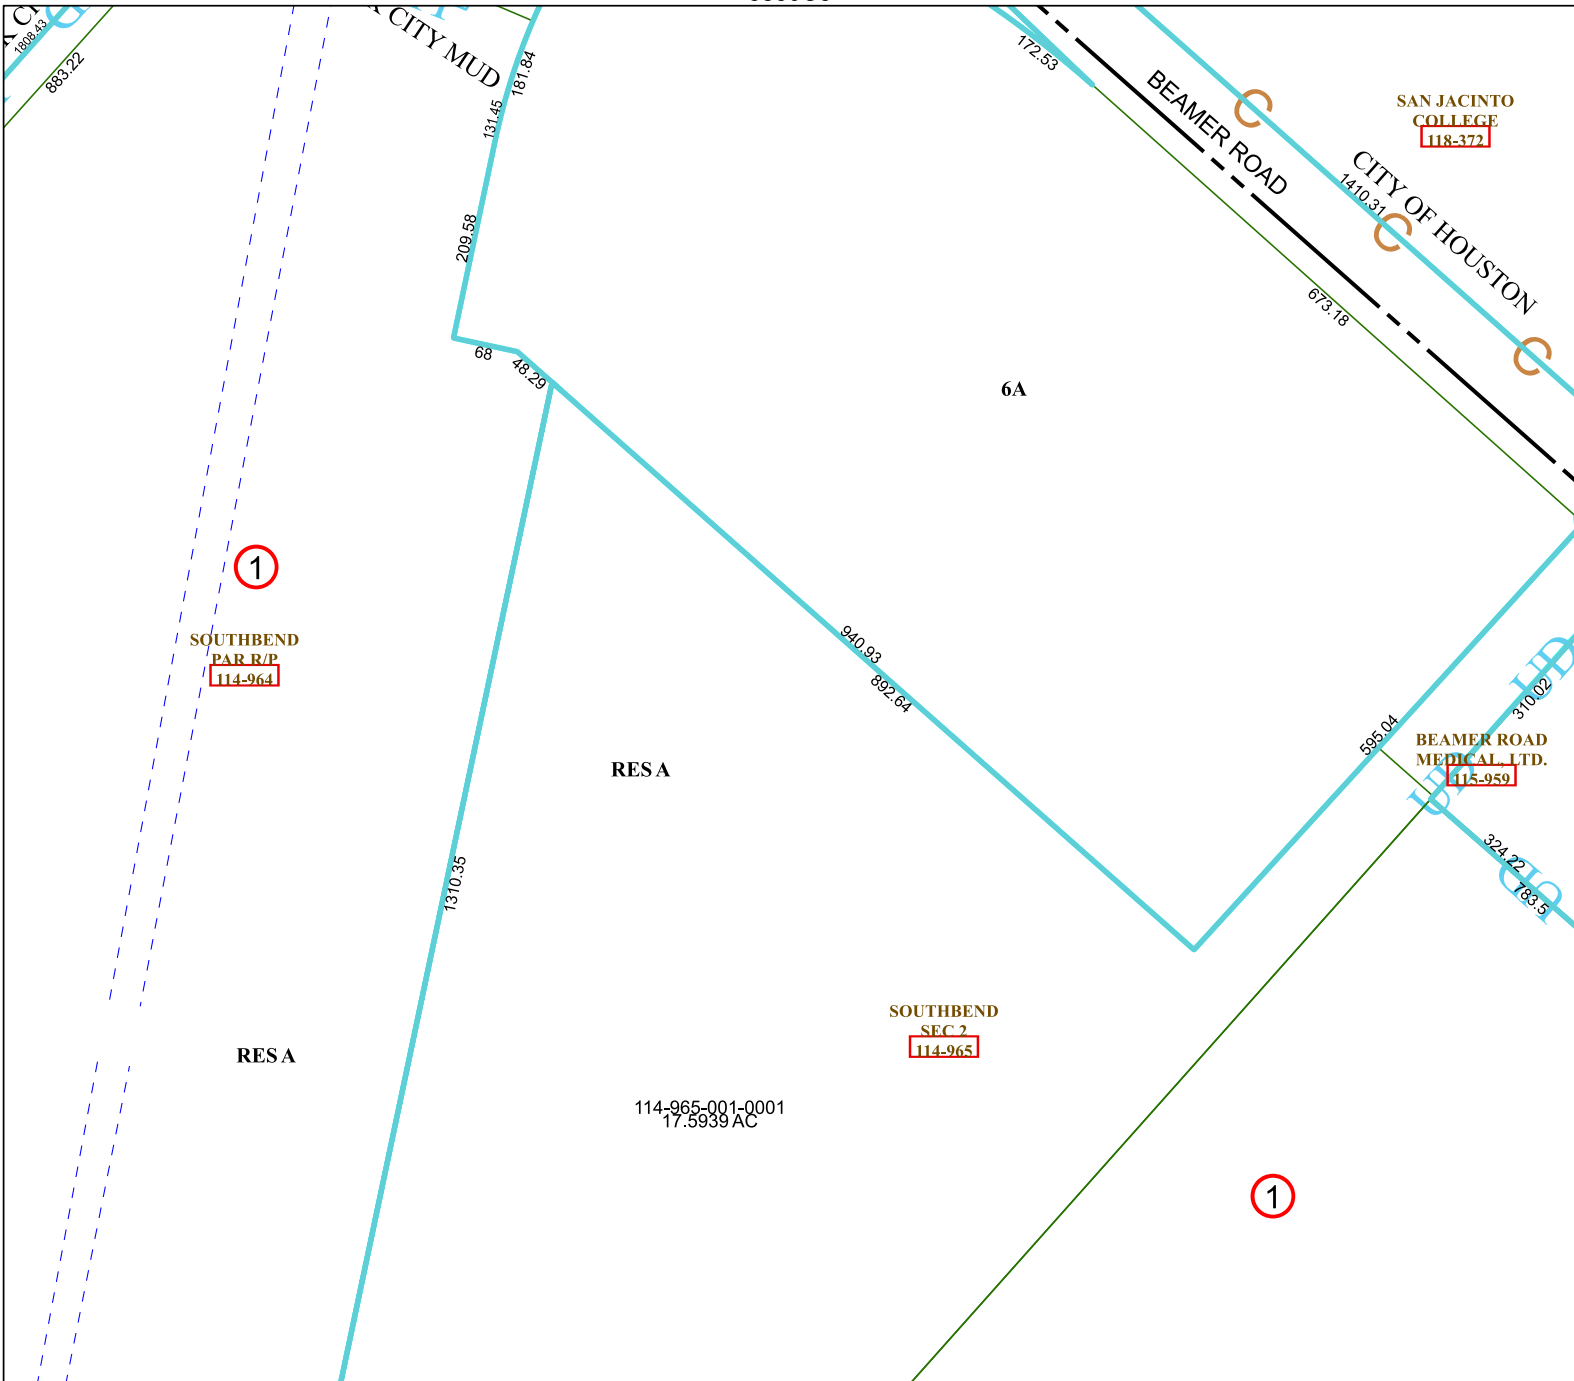 1808.43
883.22
CITY MUD
181.84
131.45
209.58
68
48.29
172.53
BEAMER ROAD
SAN JACINTO
COLLEGE
118-372
CITY OF HOUSTON
1410.31
C
C
C
673.18
6A
1
SOUTHBEND
PAR R/P
114-964
940.93
892.64
RES A
595.04
310.02
UD
BEAMER ROAD
MEDICAL, LTD.
115-959
UD
324.22
783.5
UD
1310.35
SOUTHBEND
SEC 2
114-965
RES A
114-965-001-0001
17.5939 AC
1